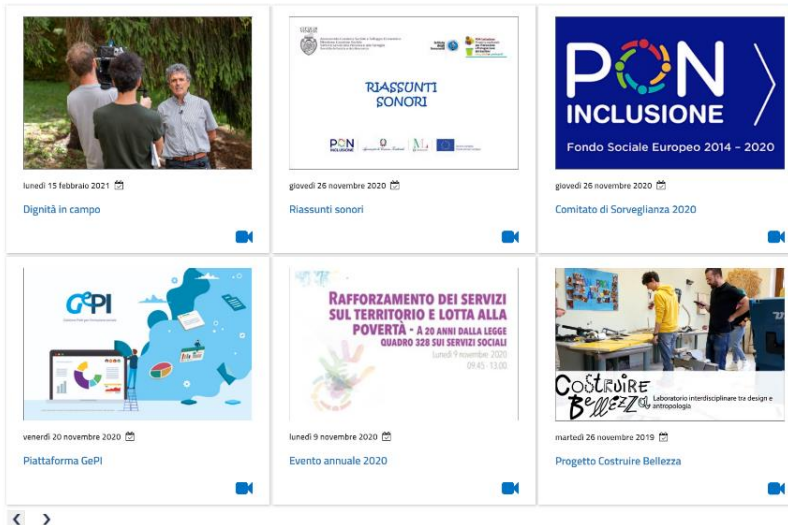 RIASSUNTI
SONORI
PON
INCLUSIONE
PON
INCLUSIONE
Fondo Sociale Europeo 2014 - 2020
lunedì 15 febbraio 2021
giovedì 26 novembre 2020
giovedì 26 novembre 2020
Dignità in campo
Riassunti sonori
Comitato di Sorveglianza 2020
GePI
RAFFORZAMENTO DEI SERVIZI
SUL TERRITORIO E LOTTA ALLA
POVERTÀ - A 20 ANNI DALLA LEGGE
QUADRO 328 SUI SERVIZI SOCIALI
Lunedì 9 novembre 2020
09.45 - 13.00
COSTRUIRE
BELLEZZA
Laboratorio interdisciplinare tra design e
antropologia
venerdì 20 novembre 2020
lunedì 9 novembre 2020
martedì 26 novembre 2019
Piattaforma GePI
Evento annuale 2020
Progetto Costruire Bellezza